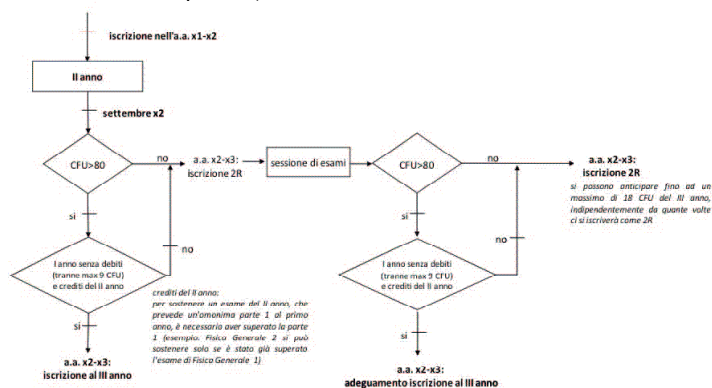 iscrizione nell'a.a. x1-x2
II anno
settembre x2
CFU>80
no
a.a. x2-x3:
iscrizione 2R
sessione di esami
CFU>80
no
a.a. x2-x3:
iscrizione 2R
si possono anticipare fino ad un
massimo di 18 CFU del III anno,
indipendentemente da quante volte
ci si iscriverà come 2R
si
si
no
no
I anno senza debiti
(tranne max 9 CFU)
e crediti del II anno
I anno senza debiti
(tranne max 9 CFU)
e crediti del II anno
crediti del II anno:
per sostenere un esame del II anno, che
prevede un'omonima parte 1 al primo
anno, è necessario aver superato la parte
1 (esempio. Fisica Generale 2 si può
sostenere solo se è stato già superato
l'esame di Fisica Generale 1)
si
si
a.a. x2-x3:
iscrizione al III anno
a.a. x2-x3:
adeguamento iscrizione al III anno